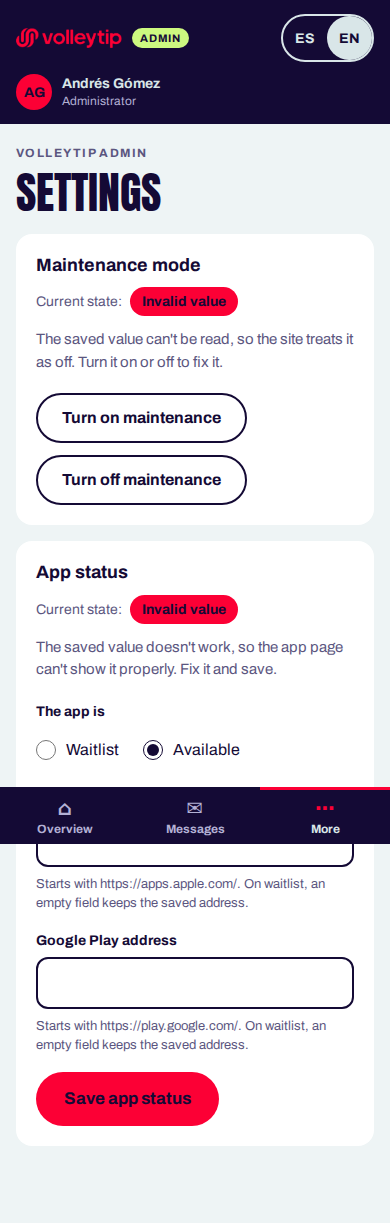 volleytip ADMIN ES EN
AG Andrés Gómez
Administrator
VOLLEYTIP ADMIN
SETTINGS
Maintenance mode
Current state: Invalid value
The saved value can't be read, so the site treats it
as off. Turn it on or off to fix it.
Turn on maintenance
Turn off maintenance
App status
Current state: Invalid value
The saved value doesn't work, so the app page
can't show it properly. Fix it and save.
The app is
Waitlist Available
Overview Messages More
Starts with https://apps.apple.com/. On waitlist, an
empty field keeps the saved address.
Google Play address
Starts with https://play.google.com/. On waitlist, an
empty field keeps the saved address.
Save app status